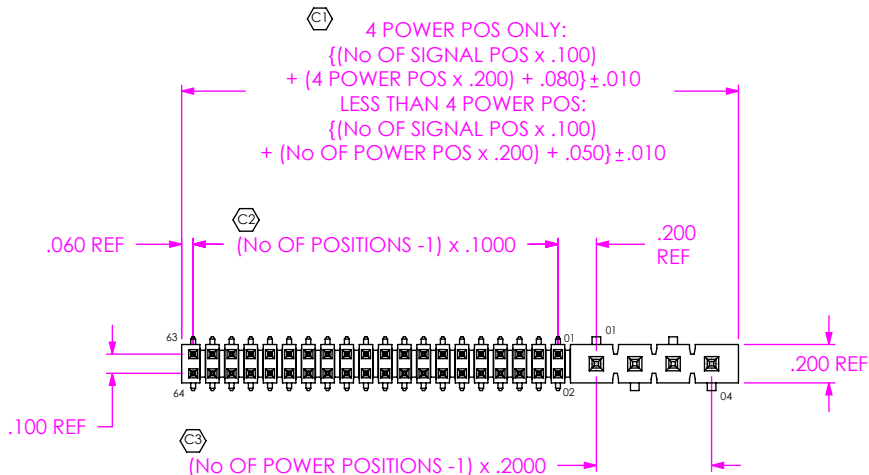 C1
4 POWER POS ONLY:
{(No OF SIGNAL POS x .100)
+ (4 POWER POS x .200) + .080}±.010
LESS THAN 4 POWER POS:
{(No OF SIGNAL POS x .100)
+ (No OF POWER POS x .200) + .050}±.010
C2
.060 REF
(No OF POSITIONS -1) x .1000
.200
REF
63
01
01
.200 REF
64
02
04
.100 REF
C3
(No OF POWER POSITIONS -1) x .2000